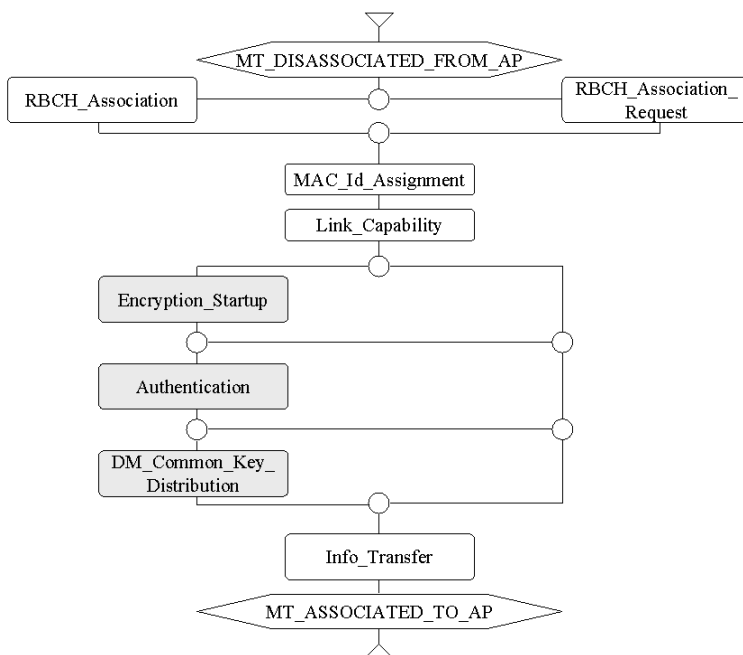 MT_DISASSOCIATED_FROM_AP
RBCH_Association
RBCH_Association_
Request
MAC_Id_Assignment
Link_Capability
Encryption_Startup
Authentication
DM_Common_Key_
Distribution
Info_Transfer
MT_ASSOCIATED_TO_AP